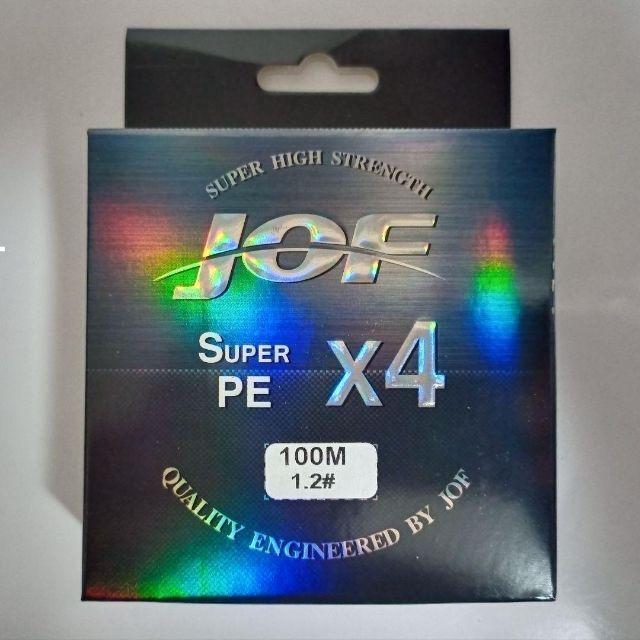 SUPER HIGH STRENGTH
JOF
SUPER
PE
X4
100M
1.2#
QUALITY ENGINEERED BY JOF